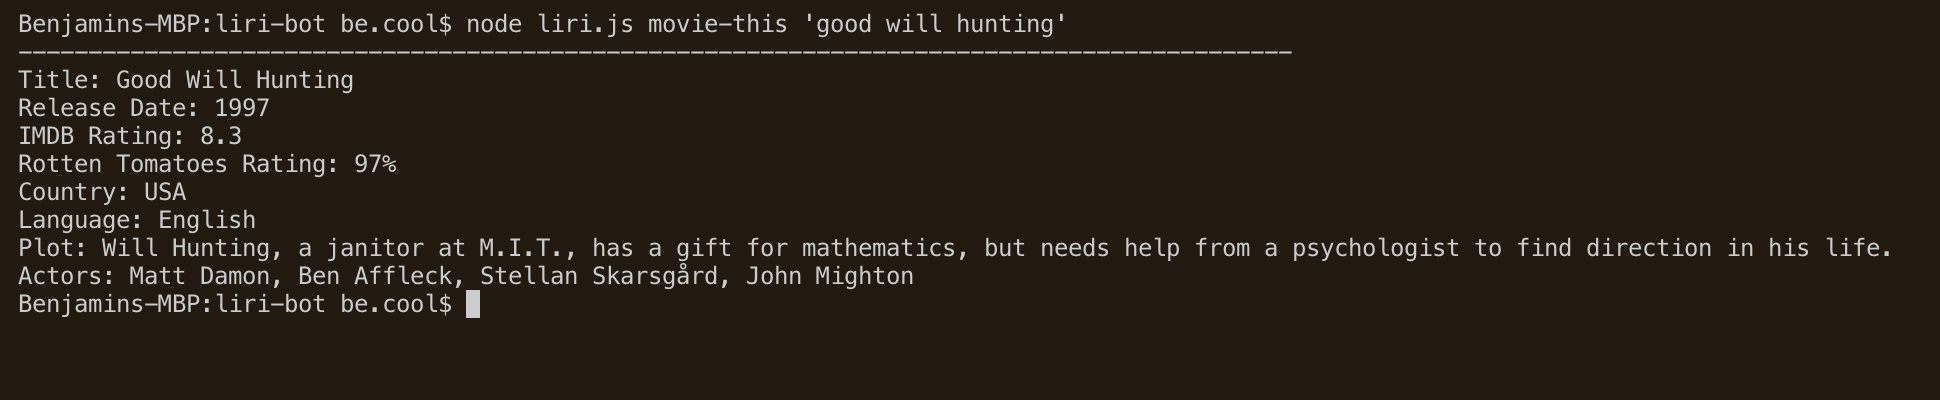 Benjamins-MBP:liri-bot be.cool$ node liri.js movie-this 'good will hunting'
-------------------------------------------------------------------------------------------
Title: Good Will Hunting
Release Date: 1997
IMDB Rating: 8.3
Rotten Tomatoes Rating: 97%
Country: USA
Language: English
Plot: Will Hunting, a janitor at M.I.T., has a gift for mathematics, but needs help from a psychologist to find direction in his life.
Actors: Matt Damon, Ben Affleck, Stellan Skarsgård, John Mighton
Benjamins-MBP:liri-bot be.cool$